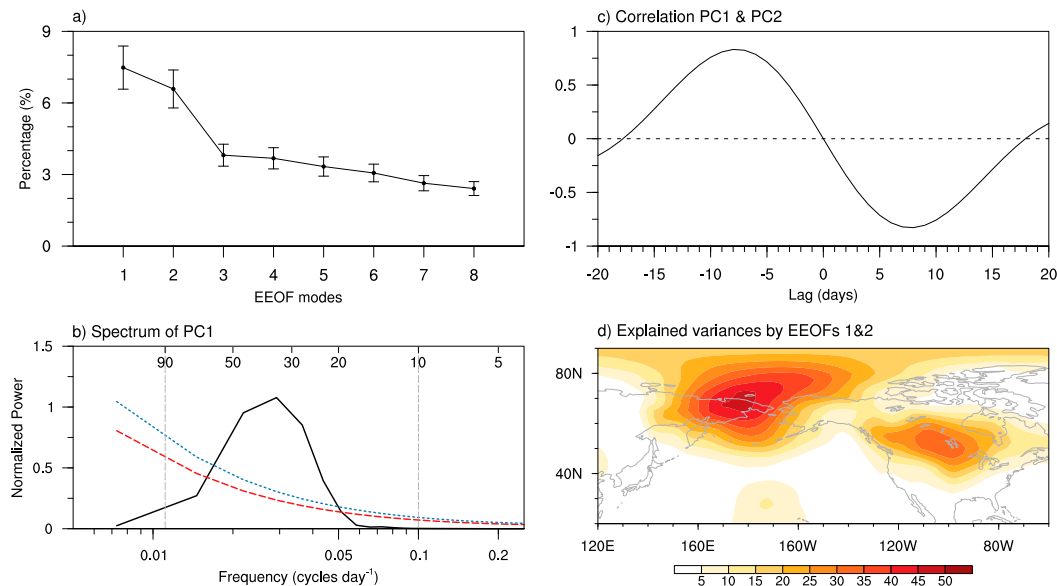 a)
Percentage (%)
9
6
3
0
1 2 3 4 5 6 7 8
EEOF modes
c) Correlation PC1 & PC2
1
0.5
0
-0.5
-1
-20 -15 -10 -5 0 5 10 15 20
Lag (days)
b) Spectrum of PC1
Normalized Power
1.5
1
0.5
0
90 50 30 20 10 5
0.01 0.05 0.1 0.2
Frequency (cycles day-1)
d) Explained variances by EEOFs 1&2
80N
40N
120E 160E 160W 120W 80W
5 10 15 20 25 30 35 40 45 50